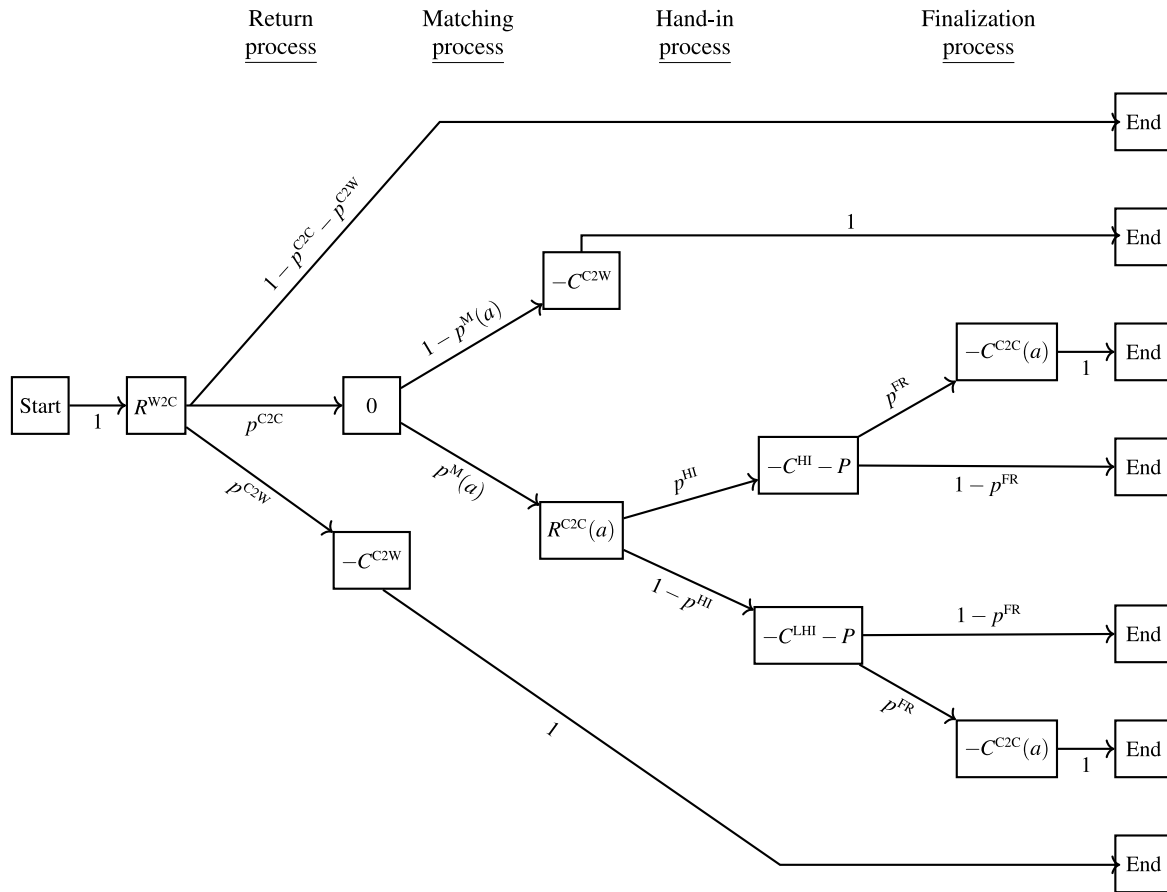 Return process
Matching process
Hand-in process
Finalization process
End
1 − p^C2C − p^C2W
1
End
−C^C2W
1 − p^M(a)
−C^C2C(a)
1
End
p^FR
Start
1
R^W2C
p^C2C
0
p^M(a)
p^HI
−C^HI − P
1 − p^FR
End
p^C2W
R^C2C(a)
−C^C2W
1 − p^HI
−C^LHI − P
1 − p^FR
End
p^FR
1
−C^C2C(a)
1
End
End